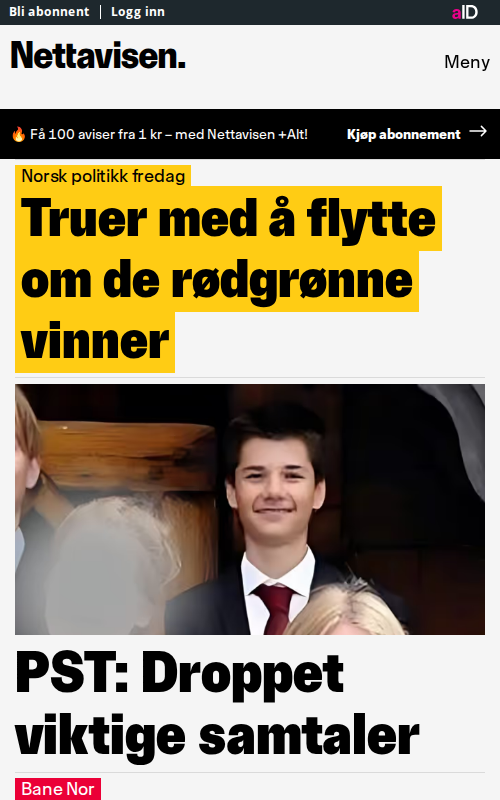 Bli abonnent | Logg inn
aID
Nettavisen.
Meny
🔥 Få 100 aviser fra 1 kr – med Nettavisen +Alt!
Kjøp abonnement →
Norsk politikk fredag
Truer med å flytte
om de rødgrønne
vinner
PST: Droppet
viktige samtaler
Bane Nor